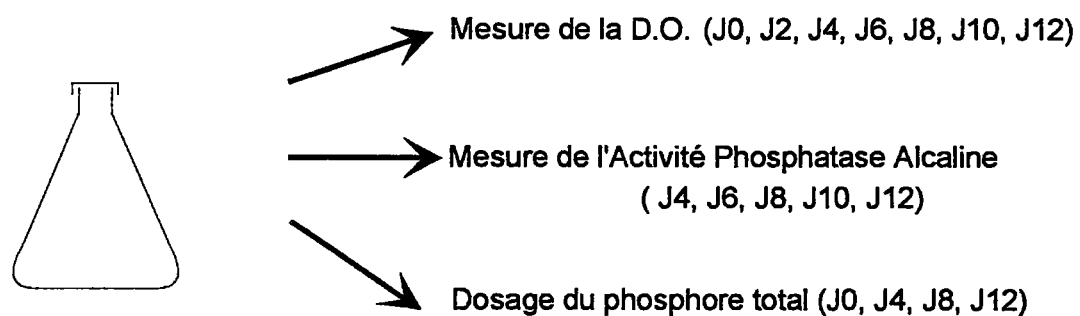 Mesure de la D.O. (J0, J2, J4, J6, J8, J10, J12)
Mesure de l'Activité Phosphatase Alcaline
( J4, J6, J8, J10, J12)
Dosage du phosphore total (J0, J4, J8, J12)